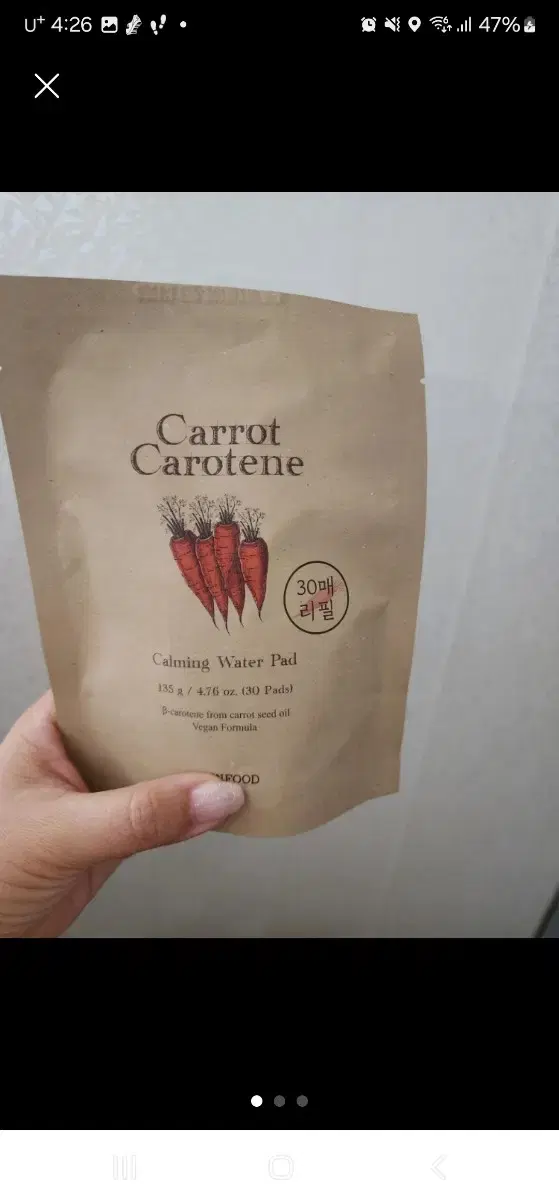 U+ 4:26
47%
Carrot
Carotene
30매
리필
Calming Water Pad
135 g / 4.76 oz. (30 Pads)
β-carotene from carrot seed oil
Vegan Formula
NFOOD